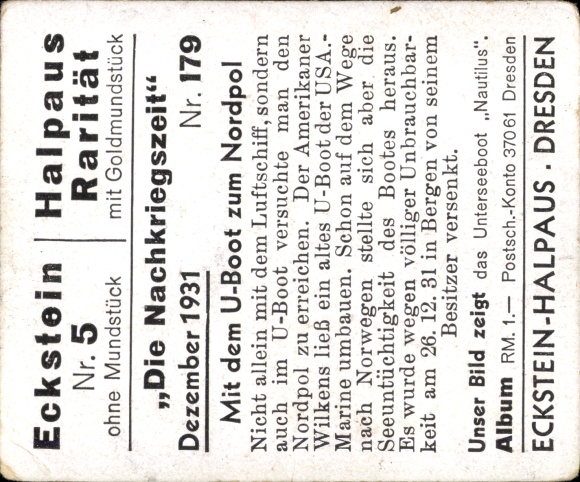 Eckstein
Nr. 5
ohne Mundstück
Halpaus
Rarität
mit Goldmundstück
„Die Nachkriegszeit“
Dezember 1931
Nr. 179
Mit dem U-Boot zum Nordpol
Nicht allein mit dem Luftschiff, sondern
auch im U-Boot versuchte man den
Nordpol zu erreichen. Der Amerikaner
Wilkens ließ ein altes U-Boot der USA.-
Marine umbauen. Schon auf dem Wege
nach Norwegen stellte sich aber die
Seeuntüchtigkeit des Bootes heraus.
Es wurde wegen völliger Unbrauchbar-
keit am 26.12.31 in Bergen von seinem
Besitzer versenkt.
Unser Bild zeigt das Unterseeboot „Nautilus“.
Album RM. 1.— Postsch.-Konto 37061 Dresden
ECKSTEIN-HALPAUS · DRESDEN